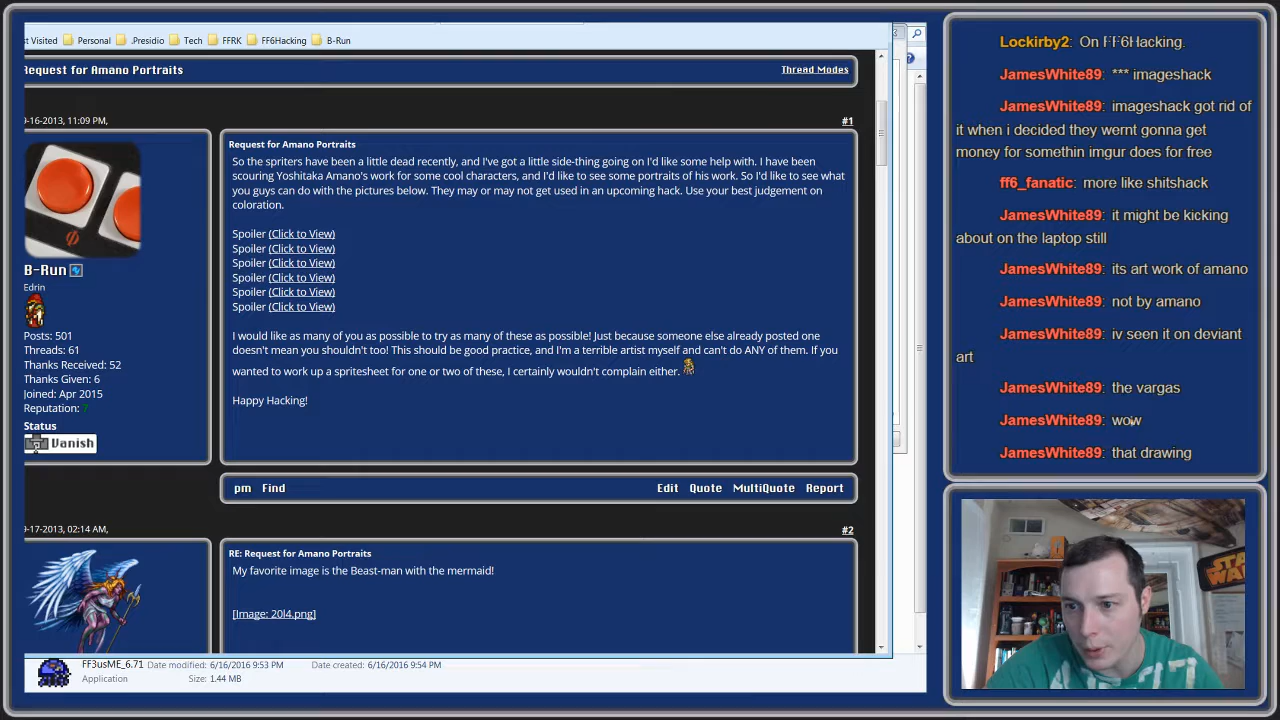 st Visited Personal .Presidio Tech FFRK FF6Hacking B-Run
Request for Amano Portraits
Thread Modes
9-16-2013, 11:09 PM,
#1
B-Run
Edrin
Posts: 501
Threads: 61
Thanks Received: 52
Thanks Given: 6
Joined: Apr 2015
Reputation: 7
Status
Vanish
Request for Amano Portraits
So the spriters have been a little dead recently, and I've got a little side-thing going on I'd like some help with. I have been
scouring Yoshitaka Amano's work for some cool characters, and I'd like to see some portraits of his work. So I'd like to see what
you guys can do with the pictures below. They may or may not get used in an upcoming hack. Use your best judgement on
coloration.
Spoiler (Click to View)
Spoiler (Click to View)
Spoiler (Click to View)
Spoiler (Click to View)
Spoiler (Click to View)
Spoiler (Click to View)
I would like as many of you as possible to try as many of these as possible! Just because someone else already posted one
doesn't mean you shouldn't too! This should be good practice, and I'm a terrible artist myself and can't do ANY of them. If you
wanted to work up a spritesheet for one or two of these, I certainly wouldn't complain either.
Happy Hacking!
pm Find
Edit Quote MultiQuote Report
9-17-2013, 02:14 AM,
#2
RE: Request for Amano Portraits
My favorite image is the Beast-man with the mermaid!
[Image: 20l4.png]
FF3usME_6.71 Date modified: 6/16/2016 9:53 PM Date created: 6/16/2016 9:54 PM
Application Size: 1.44 MB
Lockirby2: On FF6Hacking.
JamesWhite89: *** imageshack
JamesWhite89: imageshack got rid of
it when i decided they wernt gonna get
money for somethin imgur does for free
ff6_fanatic: more like shitshack
JamesWhite89: it might be kicking
about on the laptop still
JamesWhite89: its art work of amano
JamesWhite89: not by amano
JamesWhite89: iv seen it on deviant
art
JamesWhite89: the vargas
JamesWhite89: wow
JamesWhite89: that drawing
STAR
WA